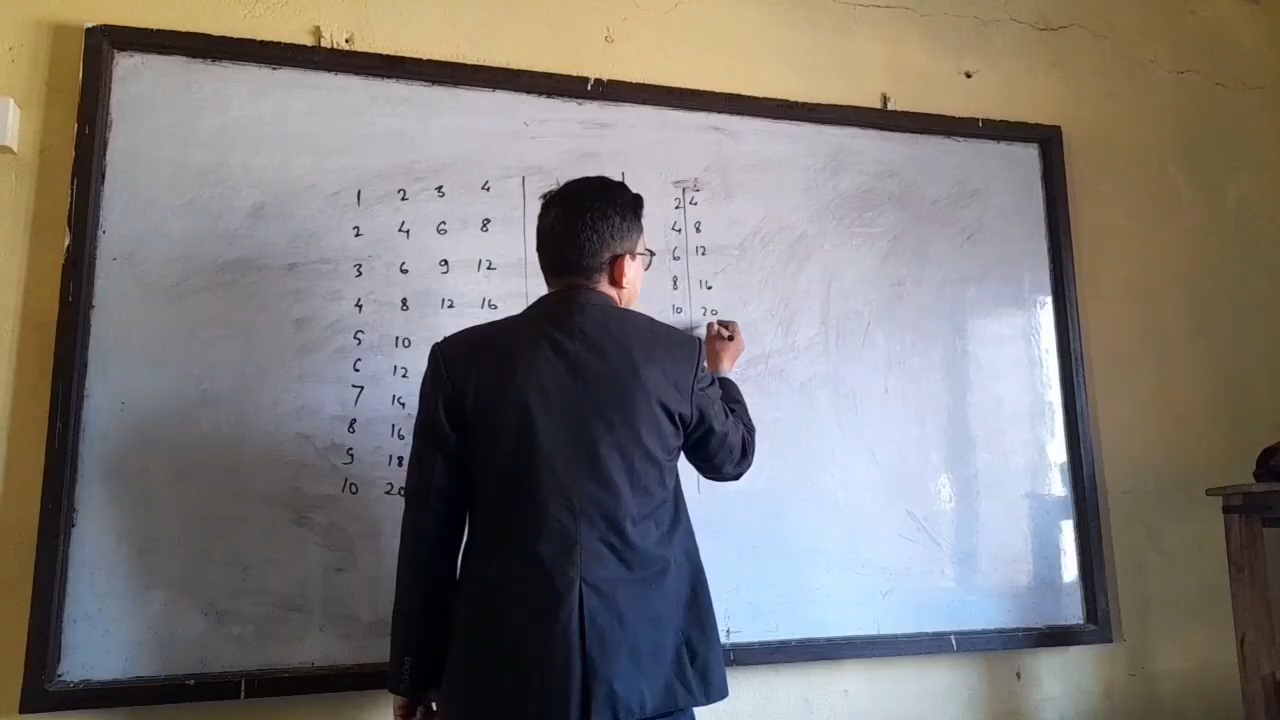 1 2 3 4
2 4 6 8 2 4
3 6 9 12 4 8
4 8 12 16 6 12
5 10 8 16
6 12 10 20
7 14
8 16
9 18
10 20